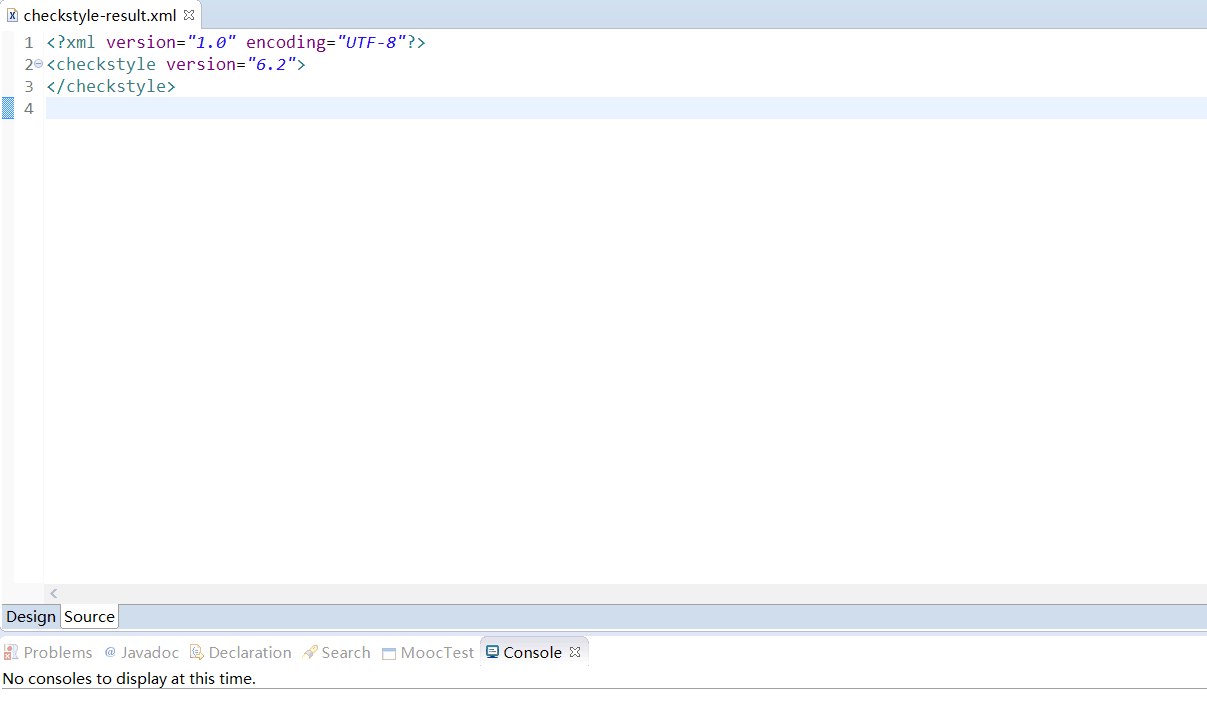 checkstyle-result.xml
1 <?xml version="1.0" encoding="UTF-8"?>
2 <checkstyle version="6.2">
3 </checkstyle>
4
Design Source
Problems @ Javadoc Declaration Search MoocTest Console
No consoles to display at this time.